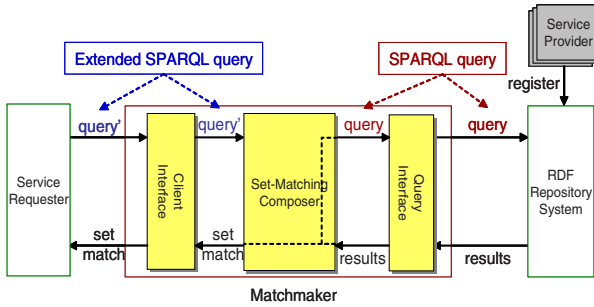 Service
Provider
Extended SPARQL query
SPARQL query
register
query'
query'
query
query
Service
Requester
Client
Interface
Set-Matching
Composer
Query
Interface
RDF
Repository
System
set
match
set
match
results
results
Matchmaker